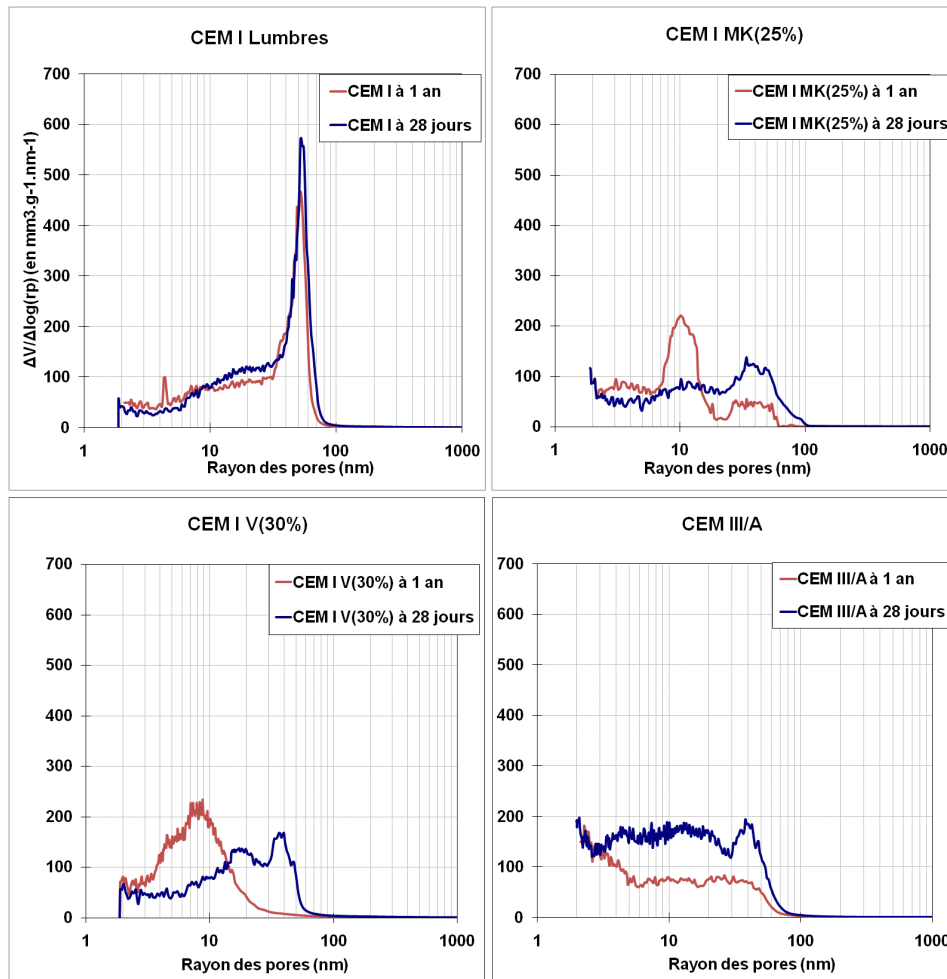 CEM I Lumbres
700
600
500
400
300
200
100
0
ΔV/Δlog(rp) (en mm3.g-1.nm-1)
CEM I à 1 an
CEM I à 28 jours
1
10
100
1000
Rayon des pores (nm)
CEM I MK(25%)
700
600
500
400
300
200
100
0
CEM I MK(25%) à 1 an
CEM I MK(25%) à 28 jours
1
10
100
1000
Rayon des pores (nm)
CEM I V(30%)
700
600
500
400
300
200
100
0
CEM I V(30%) à 1 an
CEM I V(30%) à 28 jours
1
10
100
1000
Rayon des pores (nm)
CEM III/A
700
600
500
400
300
200
100
0
CEM III/A à 1 an
CEM III/A à 28 jours
1
10
100
1000
Rayon des pores (nm)